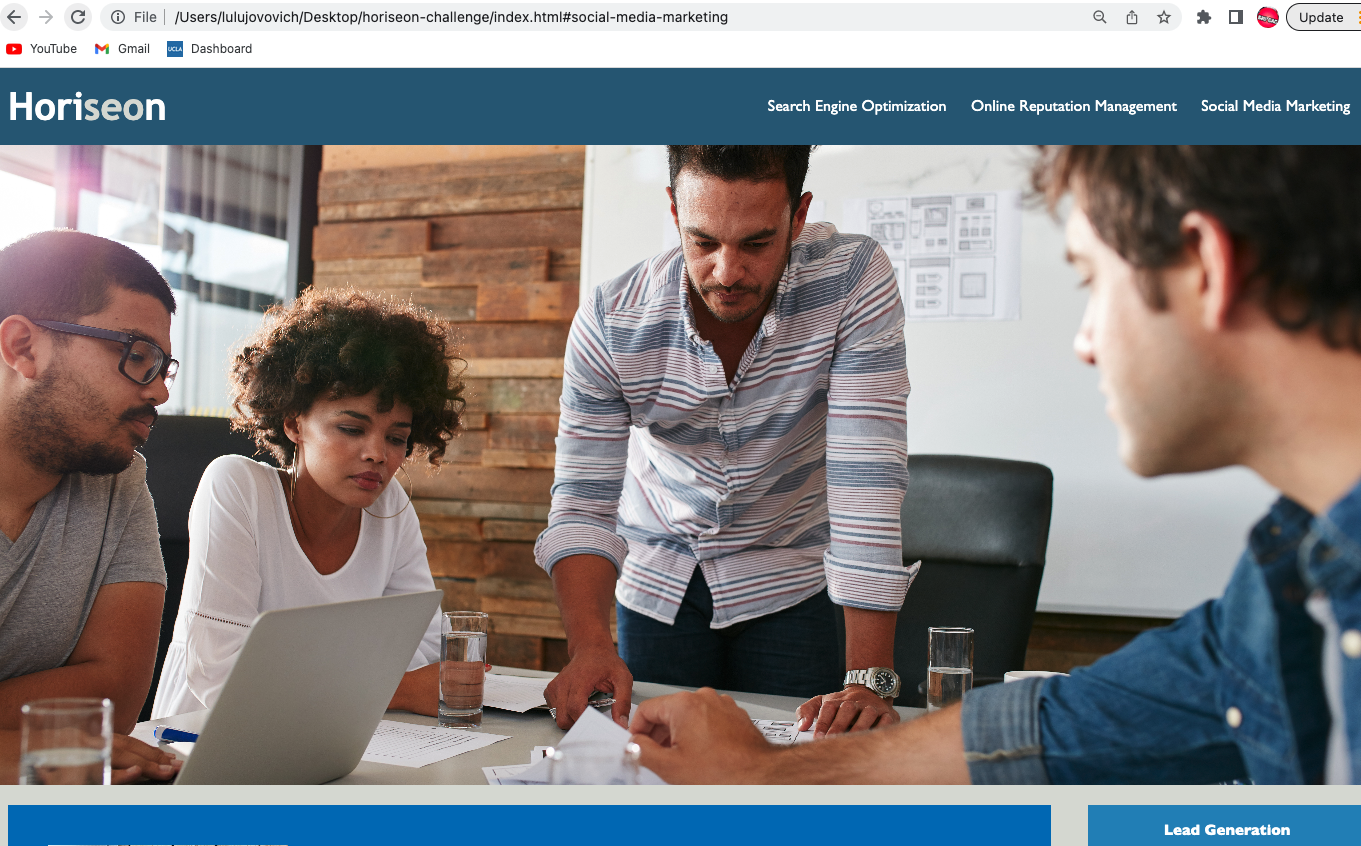 File
/Users/lulujovovich/Desktop/horiseon-challenge/index.html#social-media-marketing
Update
YouTube
Gmail
UCLA
Dashboard
Horiseon
Search Engine Optimization
Online Reputation Management
Social Media Marketing
Lead Generation